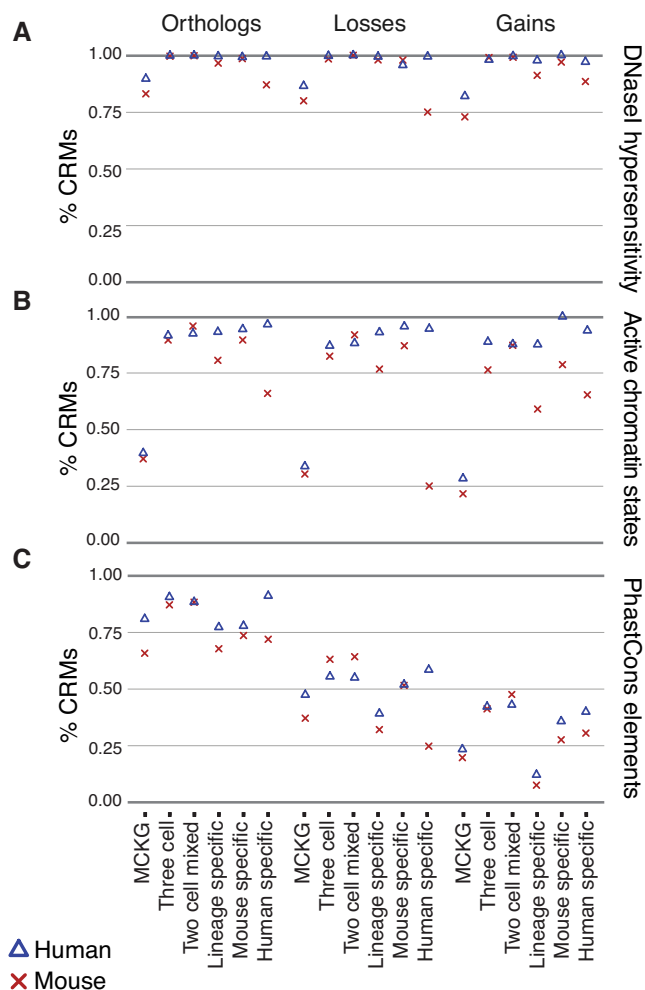 A
Orthologs
Losses
Gains
1.00
0.75
0.50
0.25
0.00
% CRMs
DNaseI hypersensitivity
B
1.00
0.75
0.50
0.25
0.00
% CRMs
Active chromatin states
C
1.00
0.75
0.50
0.25
0.00
% CRMs
PhastCons elements
MCKG
Three cell
Two cell mixed
Lineage specific
Mouse specific
Human specific
MCKG
Three cell
Two cell mixed
Lineage specific
Mouse specific
Human specific
MCKG
Three cell
Two cell mixed
Lineage specific
Mouse specific
Human specific
Human
Mouse